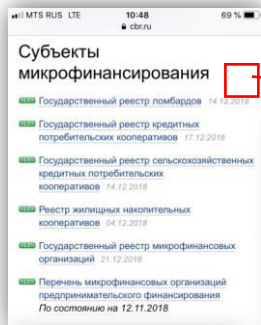 MTS RUS LTE 10:48 69 %
cbr.ru
Субъекты
микрофинансирования
Государственный реестр ломбардов 14.12.2018
Государственный реестр кредитных
потребительских кооперативов 17.12.2018
Государственный реестр сельскохозяйственных
кредитных потребительских
кооперативов 14.12.2018
Реестр жилищных накопительных
кооперативов 04.12.2018
Государственный реестр микрофинансовых
организаций 21.12.2018
Перечень микрофинансовых организаций
предпринимательского финансирования
По состоянию на 12.11.2018